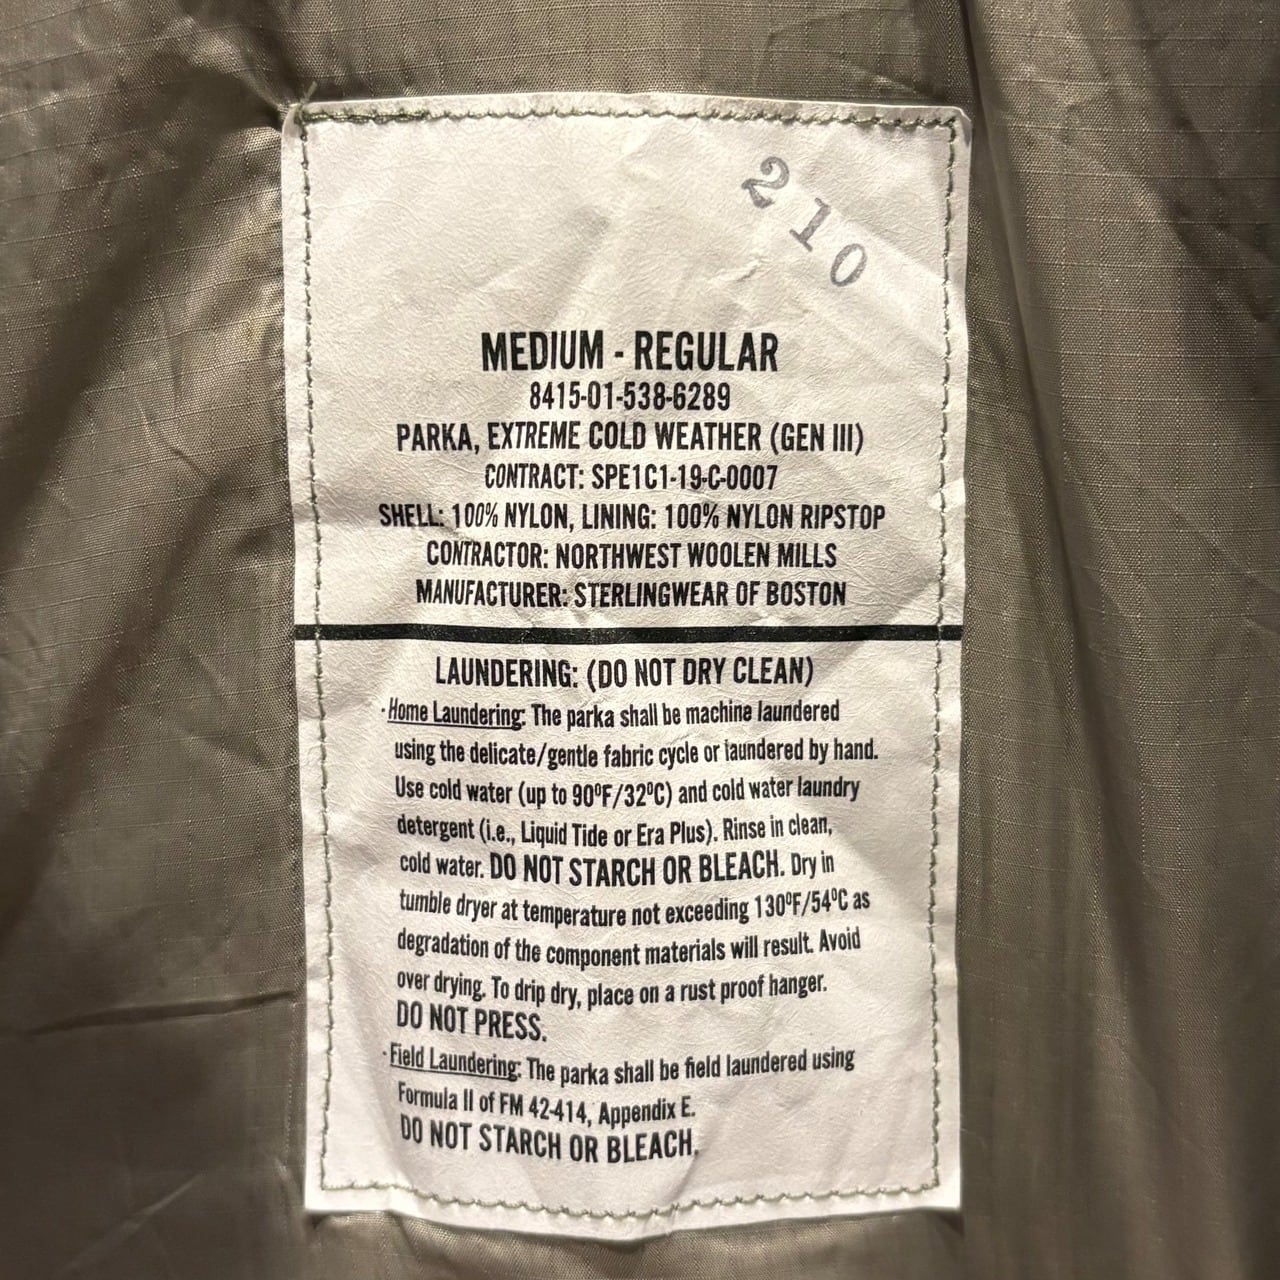 210
MEDIUM - REGULAR
8415-01-538-6289
PARKA, EXTREME COLD WEATHER (GEN III)
CONTRACT: SPE1C1-19-C-0007
SHELL: 100% NYLON, LINING: 100% NYLON RIPSTOP
CONTRACTOR: NORTHWEST WOOLEN MILLS
MANUFACTURER: STERLINGWEAR OF BOSTON
LAUNDERING: (DO NOT DRY CLEAN)
· Home Laundering: The parka shall be machine laundered
using the delicate/gentle fabric cycle or laundered by hand.
Use cold water (up to 90ºF/32ºC) and cold water laundry
detergent (i.e., Liquid Tide or Era Plus). Rinse in clean,
cold water. DO NOT STARCH OR BLEACH. Dry in
tumble dryer at temperature not exceeding 130ºF/54ºC as
degradation of the component materials will result. Avoid
over drying. To drip dry, place on a rust proof hanger.
DO NOT PRESS.
· Field Laundering: The parka shall be field laundered using
Formula II of FM 42-414, Appendix E.
DO NOT STARCH OR BLEACH.